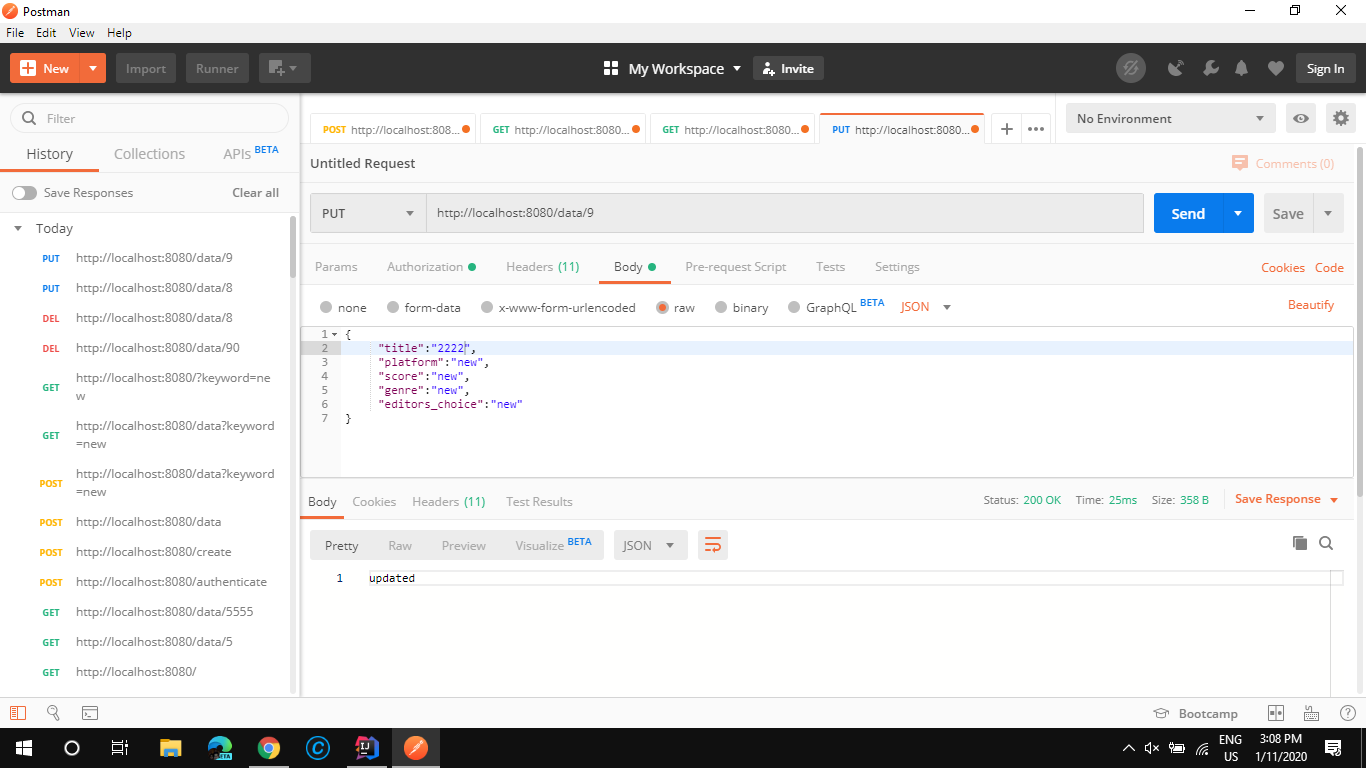 Postman
File Edit View Help
New Import Runner My Workspace Invite Sign In
Filter
History Collections APIs BETA
Save Responses Clear all
Today
PUT http://localhost:8080/data/9
PUT http://localhost:8080/data/8
DEL http://localhost:8080/data/8
DEL http://localhost:8080/data/90
GET http://localhost:8080/?keyword=ne
w
GET http://localhost:8080/data?keyword
=new
POST http://localhost:8080/data?keyword
=new
POST http://localhost:8080/data
POST http://localhost:8080/create
POST http://localhost:8080/authenticate
GET http://localhost:8080/data/5555
GET http://localhost:8080/data/5
GET http://localhost:8080/
POST http://localhost:808... GET http://localhost:8080... GET http://localhost:8080... PUT http://localhost:8080... + ••• No Environment
Untitled Request Comments (0)
PUT http://localhost:8080/data/9 Send Save
Params Authorization Headers (11) Body Pre-request Script Tests Settings Cookies Code
none form-data x-www-form-urlencoded raw binary GraphQL BETA JSON Beautify
1 {
2 "title":"2222",
3 "platform":"new",
4 "score":"new",
5 "genre":"new",
6 "editors_choice":"new"
7 }
Body Cookies Headers (11) Test Results Status: 200 OK Time: 25ms Size: 358 B Save Response
Pretty Raw Preview Visualize BETA JSON
1 updated
Bootcamp
ENG 3:08 PM
US 1/11/2020